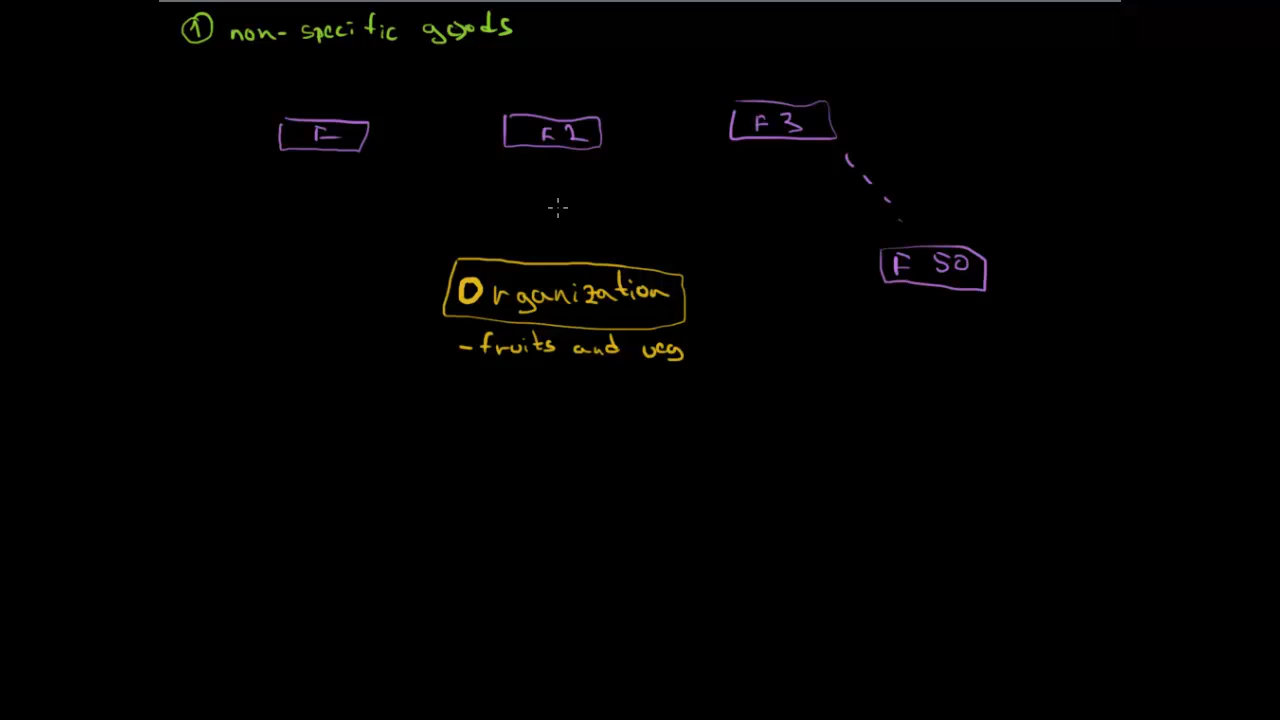 ① non-specific goods
F
F2
F3
F 50
Organization
- fruits and veg